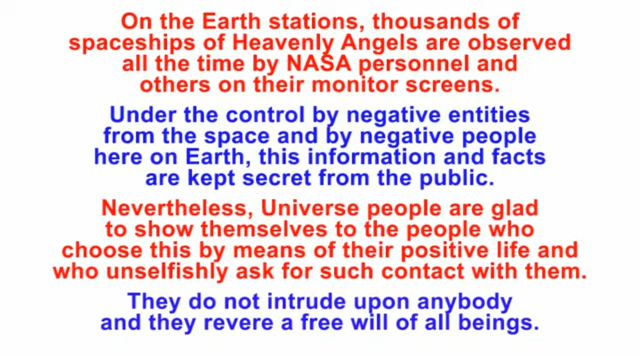 On the Earth stations, thousands of
spaceships of Heavenly Angels are observed
all the time by NASA personnel and
others on their monitor screens.
Under the control by negative entities
from the space and by negative people
here on Earth, this information and facts
are kept secret from the public.
Nevertheless, Universe people are glad
to show themselves to the people who
choose this by means of their positive life and
who unselfishly ask for such contact with them.
They do not intrude upon anybody
and they revere a free will of all beings.